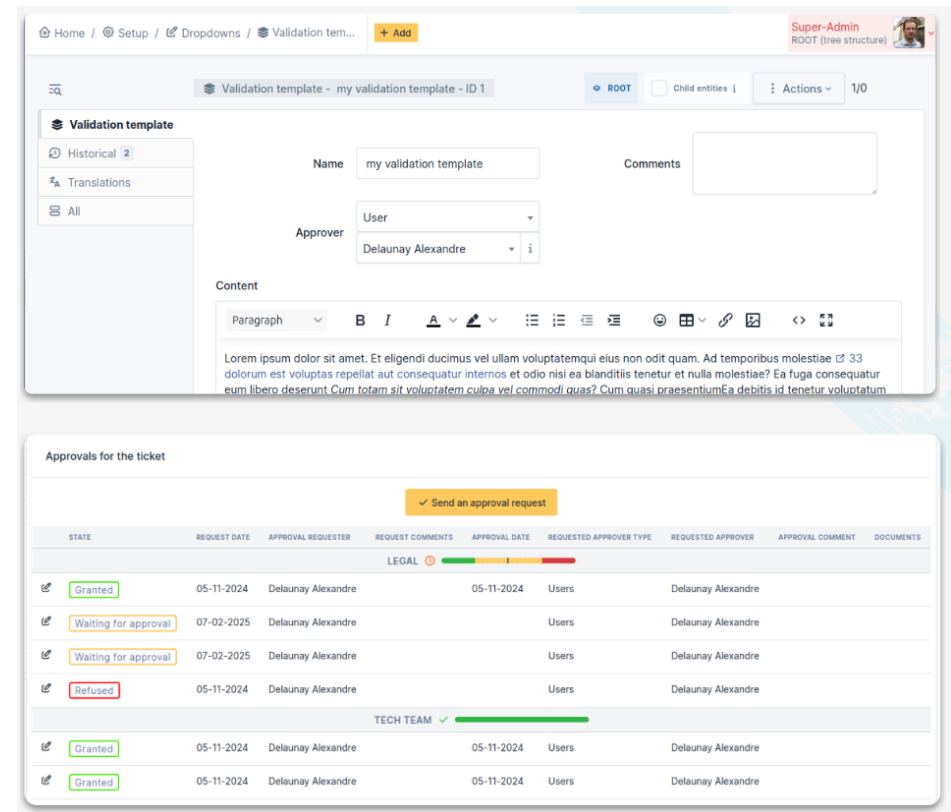 Home / Setup / Dropdowns / Validation tem... + Add
Super-Admin
ROOT (tree structure)
Validation template - my validation template - ID 1
ROOT
Child entities i
Actions
1/0
Validation template
Historical 2
Translations
All
Name
my validation template
Comments
Approver
User
Delaunay Alexandre
i
Content
Paragraph B I A
Lorem ipsum dolor sit amet. Et eligendi ducimus vel ullam voluptatemqui eius non odit quam. Ad temporibus molestiae 33
dolorum est voluptas repellat aut consequatur internos et odio nisi ea blanditiis tenetur et nulla molestiae? Ea fuga consequatur
eum libero deserunt Cum totam sit voluptatem culpa vel commodi quas? Cum quasi praesentiumEa debitis id tenetur voluptatum
Approvals for the ticket
Send an approval request
STATE REQUEST DATE APPROVAL REQUESTER REQUEST COMMENTS APPROVAL DATE REQUESTED APPROVER TYPE REQUESTED APPROVER APPROVAL COMMENT DOCUMENTS
LEGAL
Granted 05-11-2024 Delaunay Alexandre 05-11-2024 Users Delaunay Alexandre
Waiting for approval 07-02-2025 Delaunay Alexandre Users Delaunay Alexandre
Waiting for approval 07-02-2025 Delaunay Alexandre Users Delaunay Alexandre
Refused 05-11-2024 Delaunay Alexandre Users Delaunay Alexandre
TECH TEAM
Granted 05-11-2024 Delaunay Alexandre 05-11-2024 Users Delaunay Alexandre
Granted 05-11-2024 Delaunay Alexandre 05-11-2024 Users Delaunay Alexandre